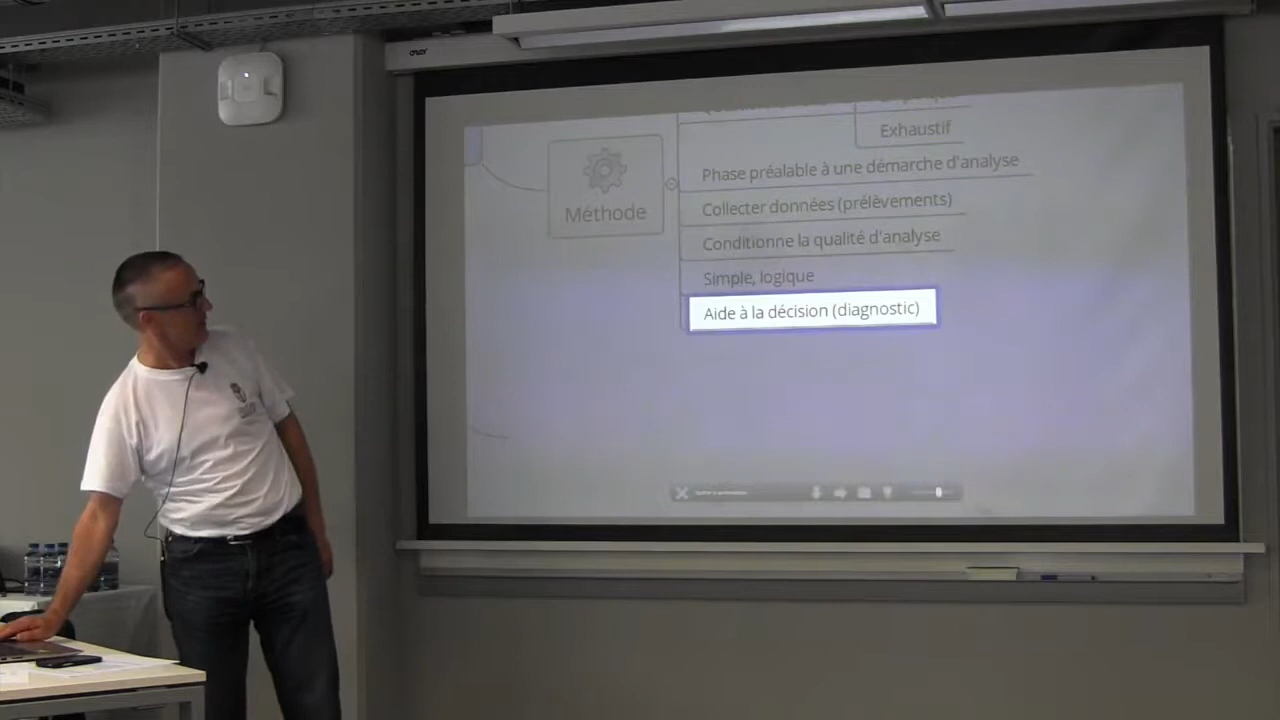 Exhaustif
Méthode
Phase préalable à une démarche d'analyse
Collecter données (prélèvements)
Conditionne la qualité d'analyse
Simple, logique
Aide à la décision (diagnostic)